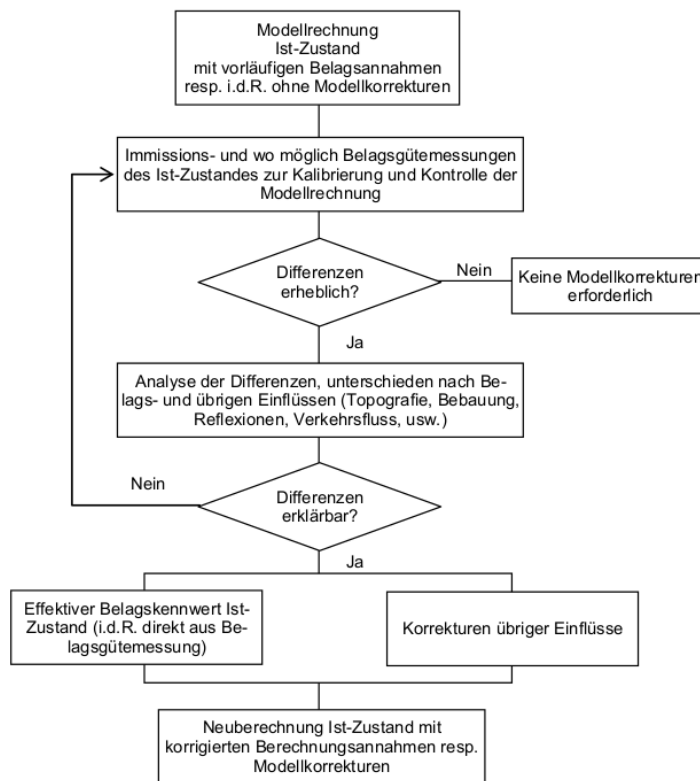 Modellrechnung
Ist-Zustand
mit vorläufigen Belagsannahmen
resp. i.d.R. ohne Modellkorrekturen
Immissions- und wo möglich Belagsgütemessungen
des Ist-Zustandes zur Kalibrierung und Kontrolle der
Modellrechnung
Differenzen
erheblich?
Nein
Keine Modellkorrekturen
erforderlich
Ja
Analyse der Differenzen, unterschieden nach Be-
lags- und übrigen Einflüssen (Topografie, Bebauung,
Reflexionen, Verkehrsfluss, usw.)
Nein
Differenzen
erklärbar?
Ja
Effektiver Belagskennwert Ist-
Zustand (i.d.R. direkt aus Be-
lagsgütemessung)
Korrekturen übriger Einflüsse
Neuberechnung Ist-Zustand mit
korrigierten Berechnungsannahmen resp.
Modellkorrekturen